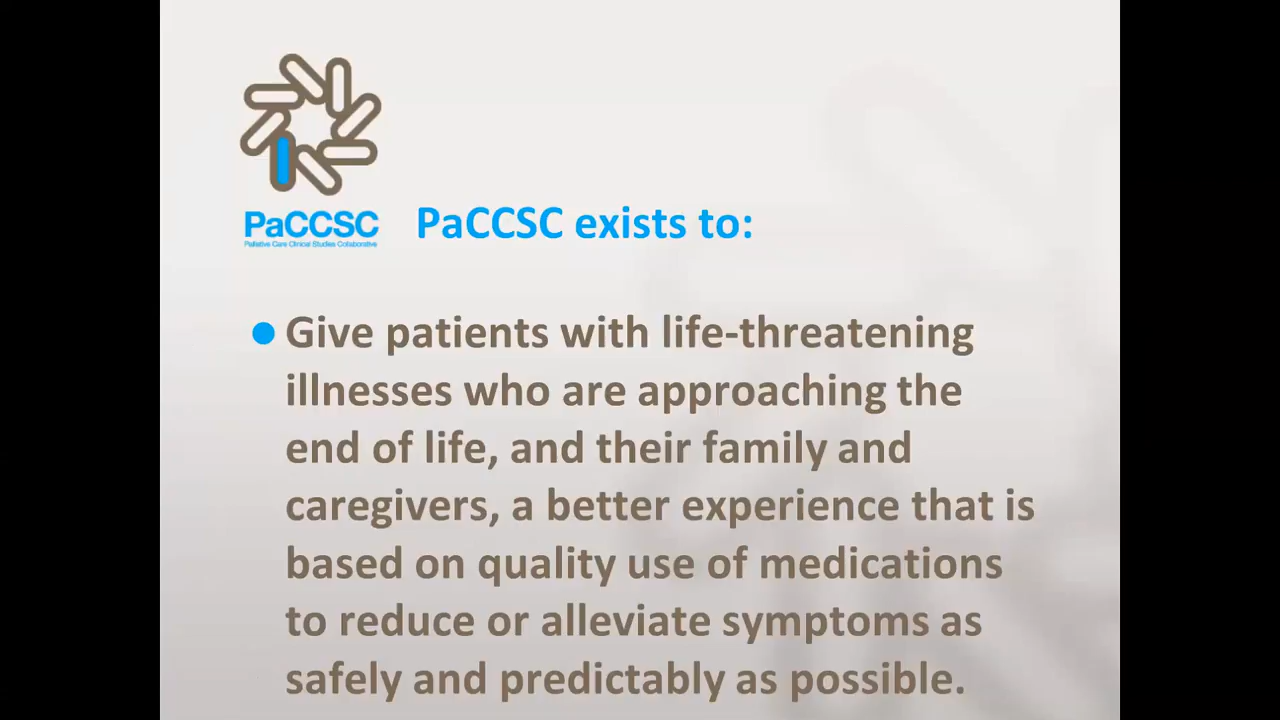 PaCCSC
Palliative Care Clinical Studies Collaborative
PaCCSC exists to:
Give patients with life-threatening
illnesses who are approaching the
end of life, and their family and
caregivers, a better experience that is
based on quality use of medications
to reduce or alleviate symptoms as
safely and predictably as possible.